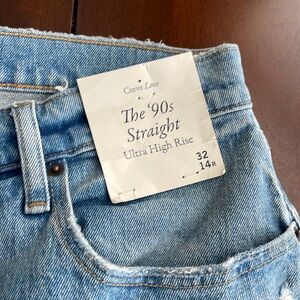 Curve Love
The '90s
Straight
Ultra High Rise
32
14R